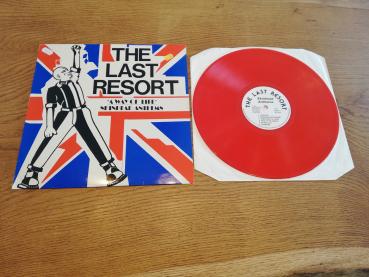 THE
LAST
RESORT
"A WAY OF LIFE"
SKINHEAD ANTHEMS
THE LAST RESORT
Skinhead
Anthems